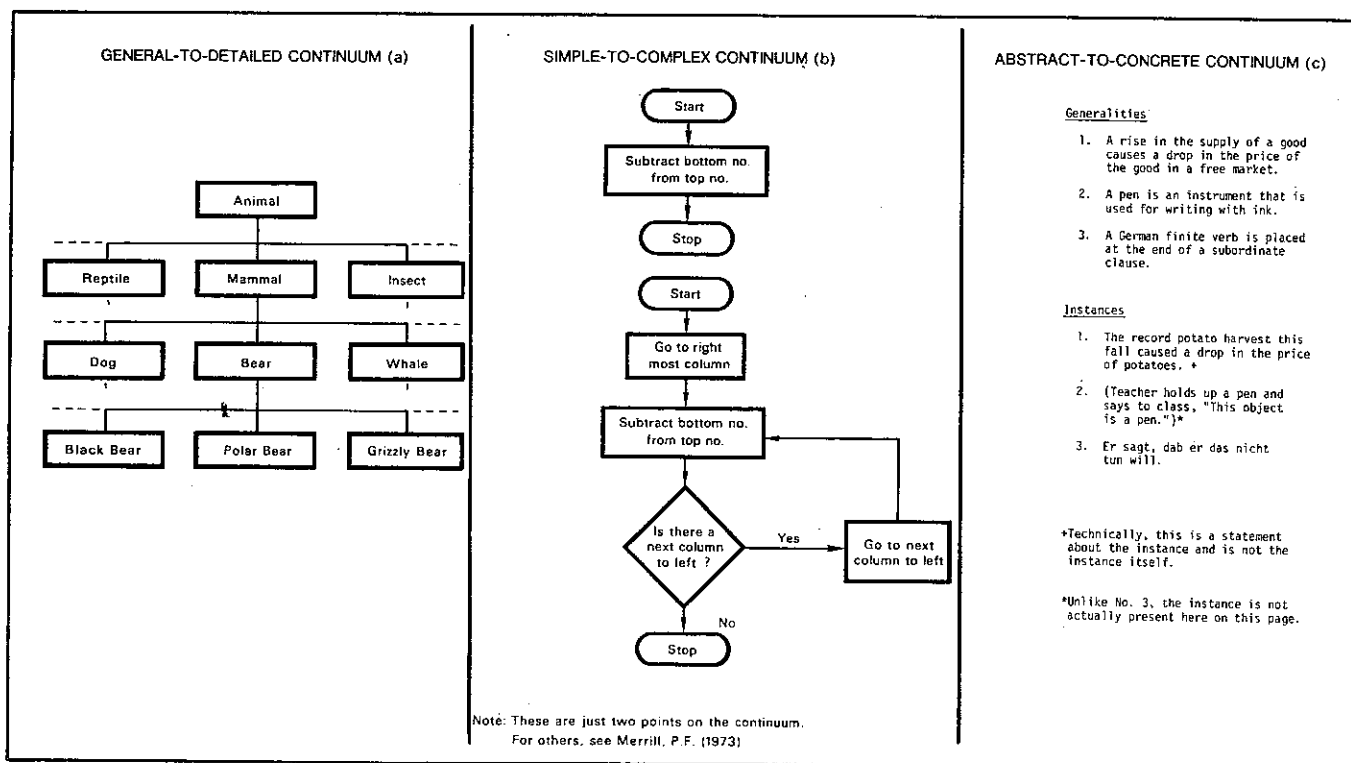 GENERAL-TO-DETAILED CONTINUUM (a)
Animal
Reptile
Mammal
Insect
Dog
Bear
Whale
Black Bear
Polar Bear
Grizzly Bear
SIMPLE-TO-COMPLEX CONTINUUM (b)
Start
Subtract bottom no.
from top no.
Stop
Start
Go to right
most column
Subtract bottom no.
from top no.
Is there a
next column
to left ?
Yes
Go to next
column to left
No
Stop
Note: These are just two points on the continuum.
For others, see Merrill, P.F. (1973)
ABSTRACT-TO-CONCRETE CONTINUUM (c)
Generalities
1. A rise in the supply of a good
causes a drop in the price of
the good in a free market.
2. A pen is an instrument that is
used for writing with ink.
3. A German finite verb is placed
at the end of a subordinate
clause.
Instances
1. The record potato harvest this
fall caused a drop in the price
of potatoes. +
2. (Teacher holds up a pen and
says to class, "This object
is a pen.")*
3. Er sagt, dab er das nicht
tun will.
+Technically, this is a statement
about the instance and is not the
instance itself.
*Unlike No. 3, the instance is not
actually present here on this page.